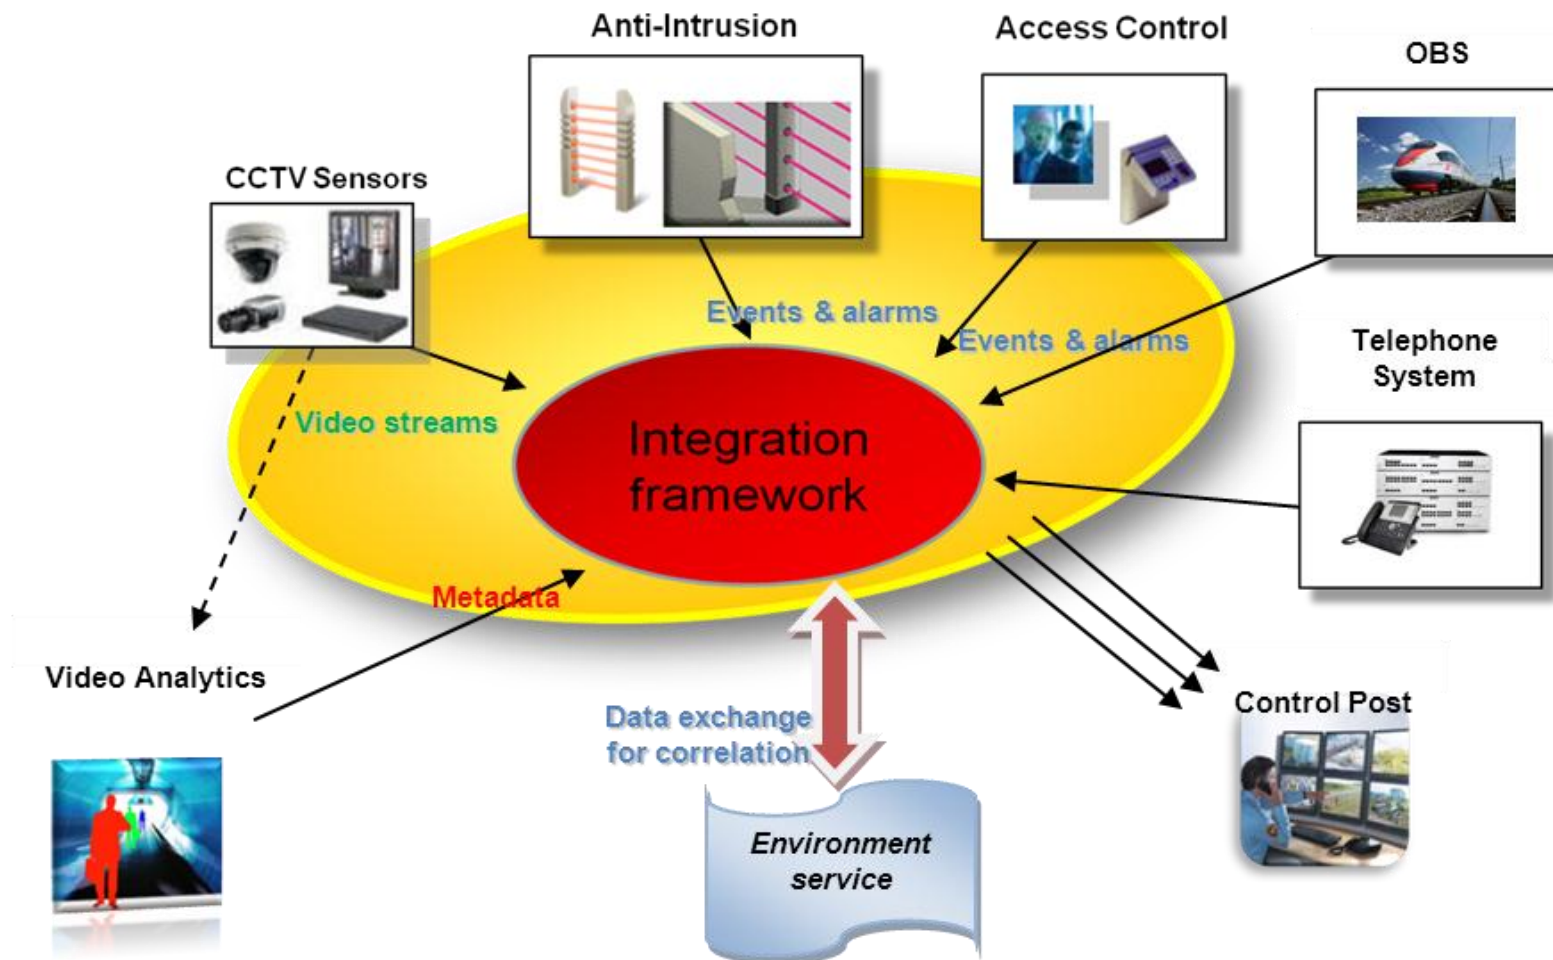 Anti-Intrusion
Access Control
OBS
CCTV Sensors
Events & alarms
Events & alarms
Telephone
System
Video streams
Integration
framework
Metadata
Video Analytics
Control Post
Data exchange
for correlation
Environment
service